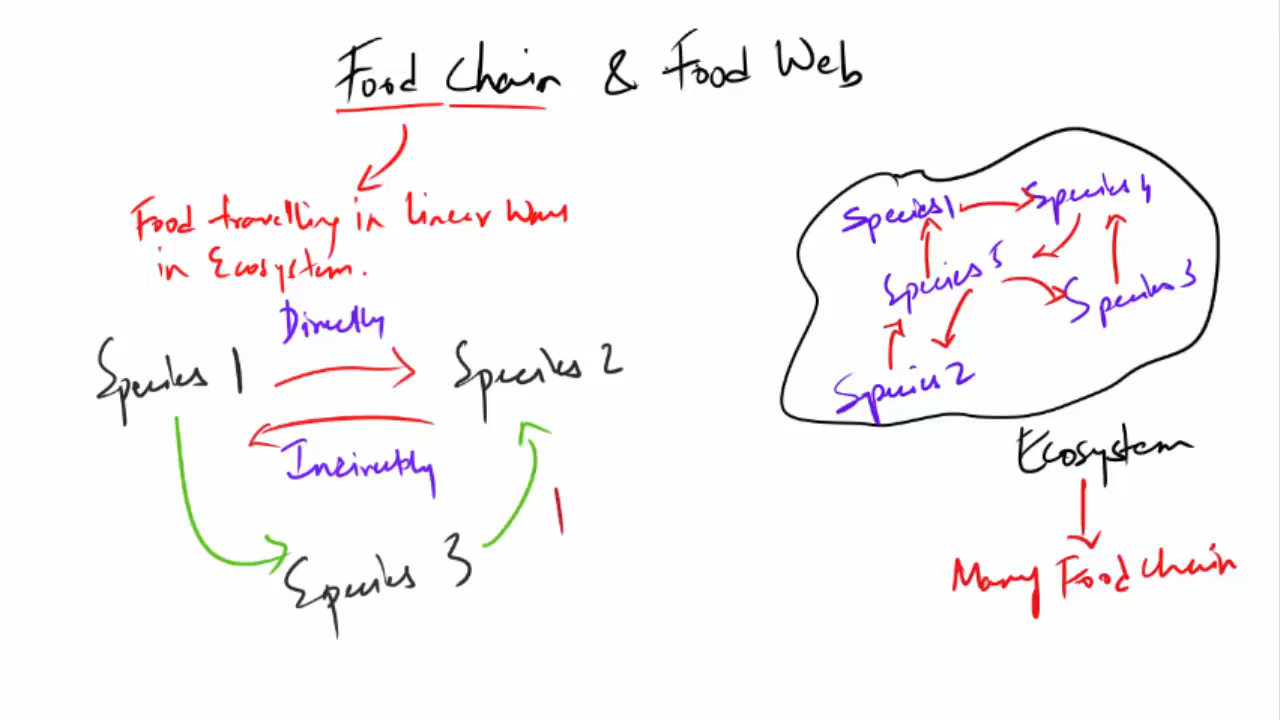 Food Chain & Food Web
Food travelling in linear ways
in Ecosystem.
Directly
Species 1
Species 2
Indirectly
Species 3
Species 1
Species 4
Species 5
Species 3
Species 2
Ecosystem
Many Food chain